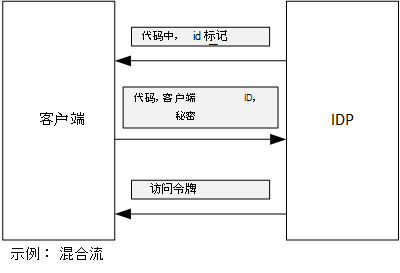 代码中， id 标记
客户端
代码，客户端 ID，
秘密
IDP
访问令牌
示例： 混合流